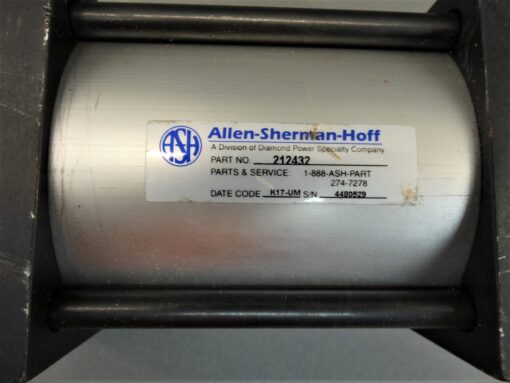 ASH Allen-Sherman-Hoff
A Division of Diamond Power Specialty Company
PART NO. 212432
PARTS & SERVICE: 1-888-ASH-PART
274-7278
DATE CODE K17-UM S/N 4480529